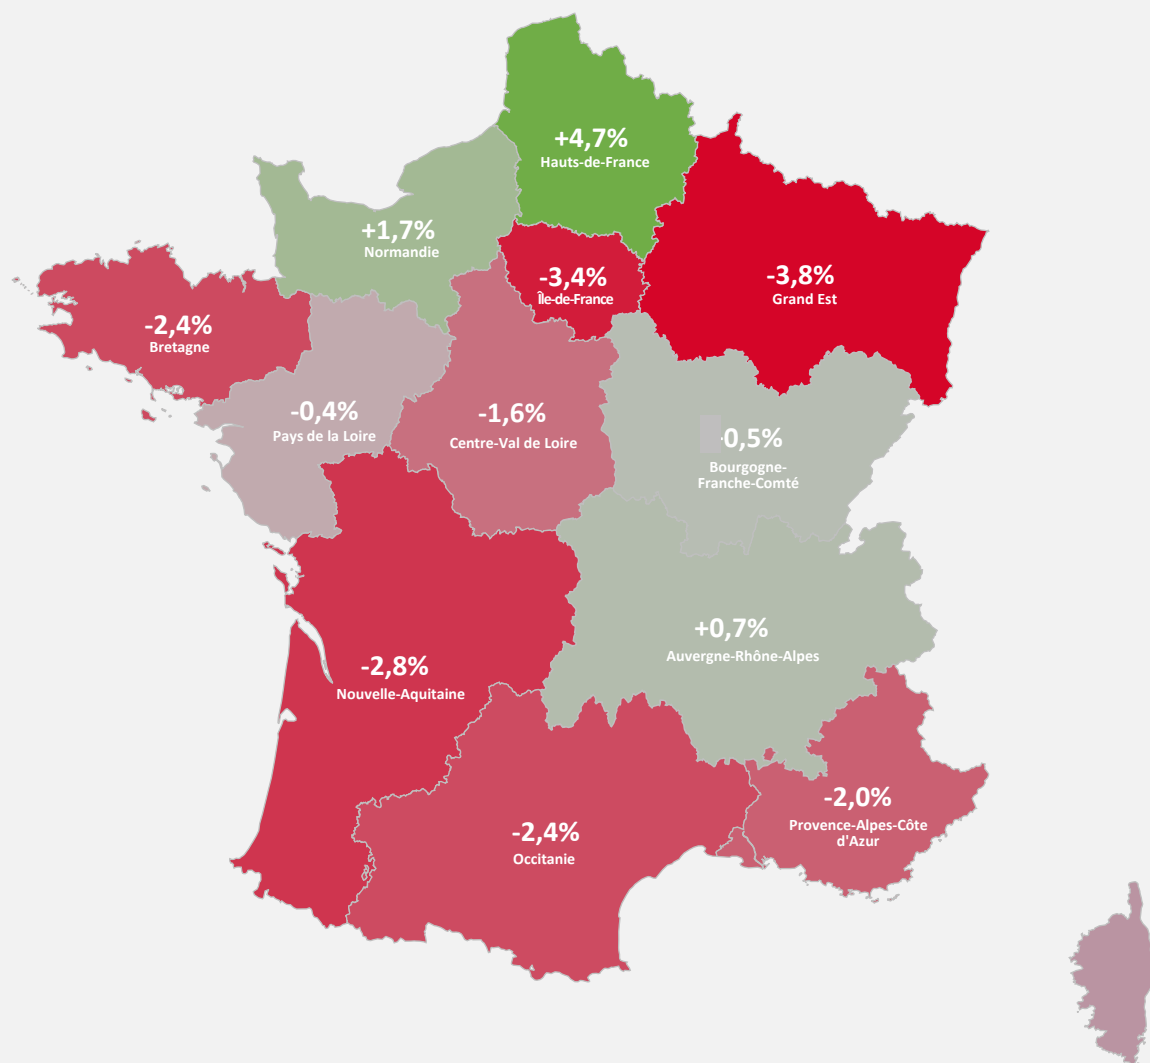 +4,7%
Hauts-de-France
+1,7%
Normandie
-3,4%
Île-de-France
-3,8%
Grand Est
-2,4%
Bretagne
-0,4%
Pays de la Loire
-1,6%
Centre-Val de Loire
-0,5%
Bourgogne-
Franche-Comté
+0,7%
Auvergne-Rhône-Alpes
-2,8%
Nouvelle-Aquitaine
-2,0%
Provence-Alpes-Côte
d'Azur
-2,4%
Occitanie